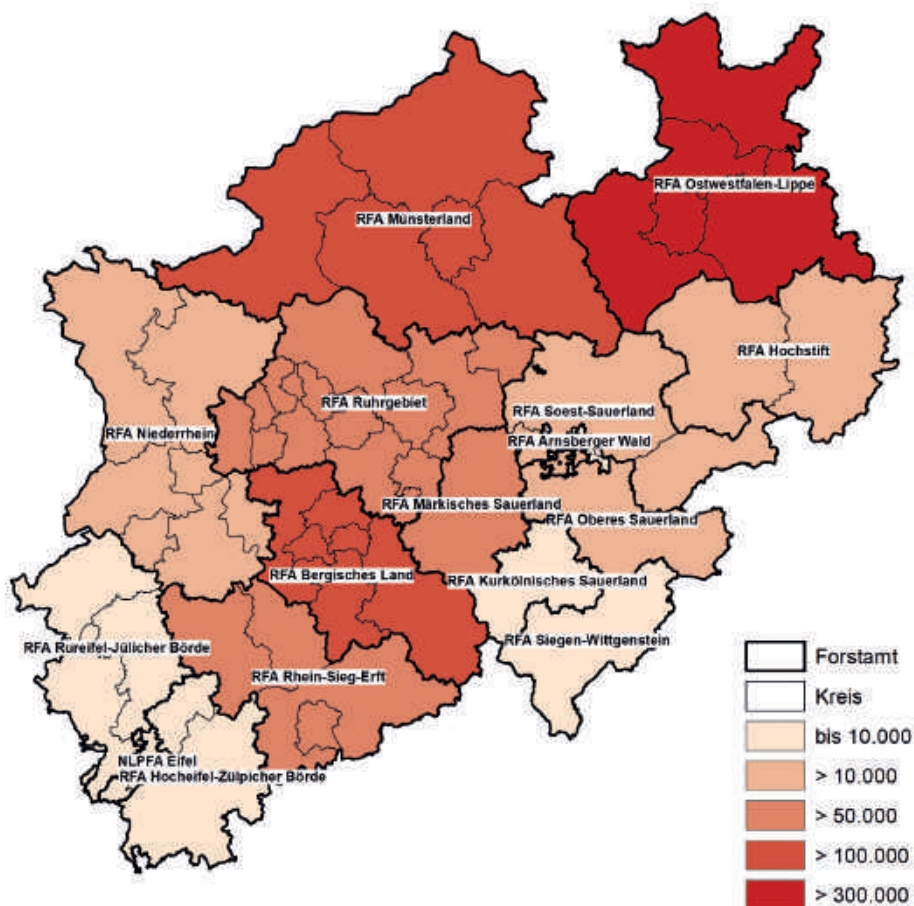 RFA Ostwestfalen-Lippe
RFA Münsterland
RFA Hochstift
RFA Ruhrgebiet
RFA Soest-Sauerland
RFA Niederrhein
RFA Arnsberger Wald
RFA Märkisches Sauerland
RFA Oberes Sauerland
RFA Bergisches Land
RFA Kurkölnisches Sauerland
RFA Rureifel-Jülicher Börde
RFA Siegen-Wittgenstein
RFA Rhein-Sieg-Erft
NLPFA Eifel
RFA Hocheifel-Zülpicher Börde
Forstamt
Kreis
bis 10.000
> 10.000
> 50.000
> 100.000
> 300.000